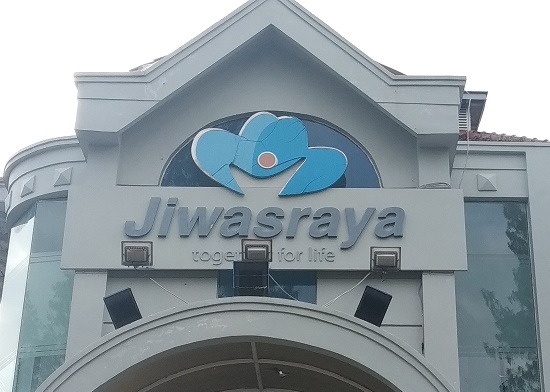 Jiwasraya
together for life